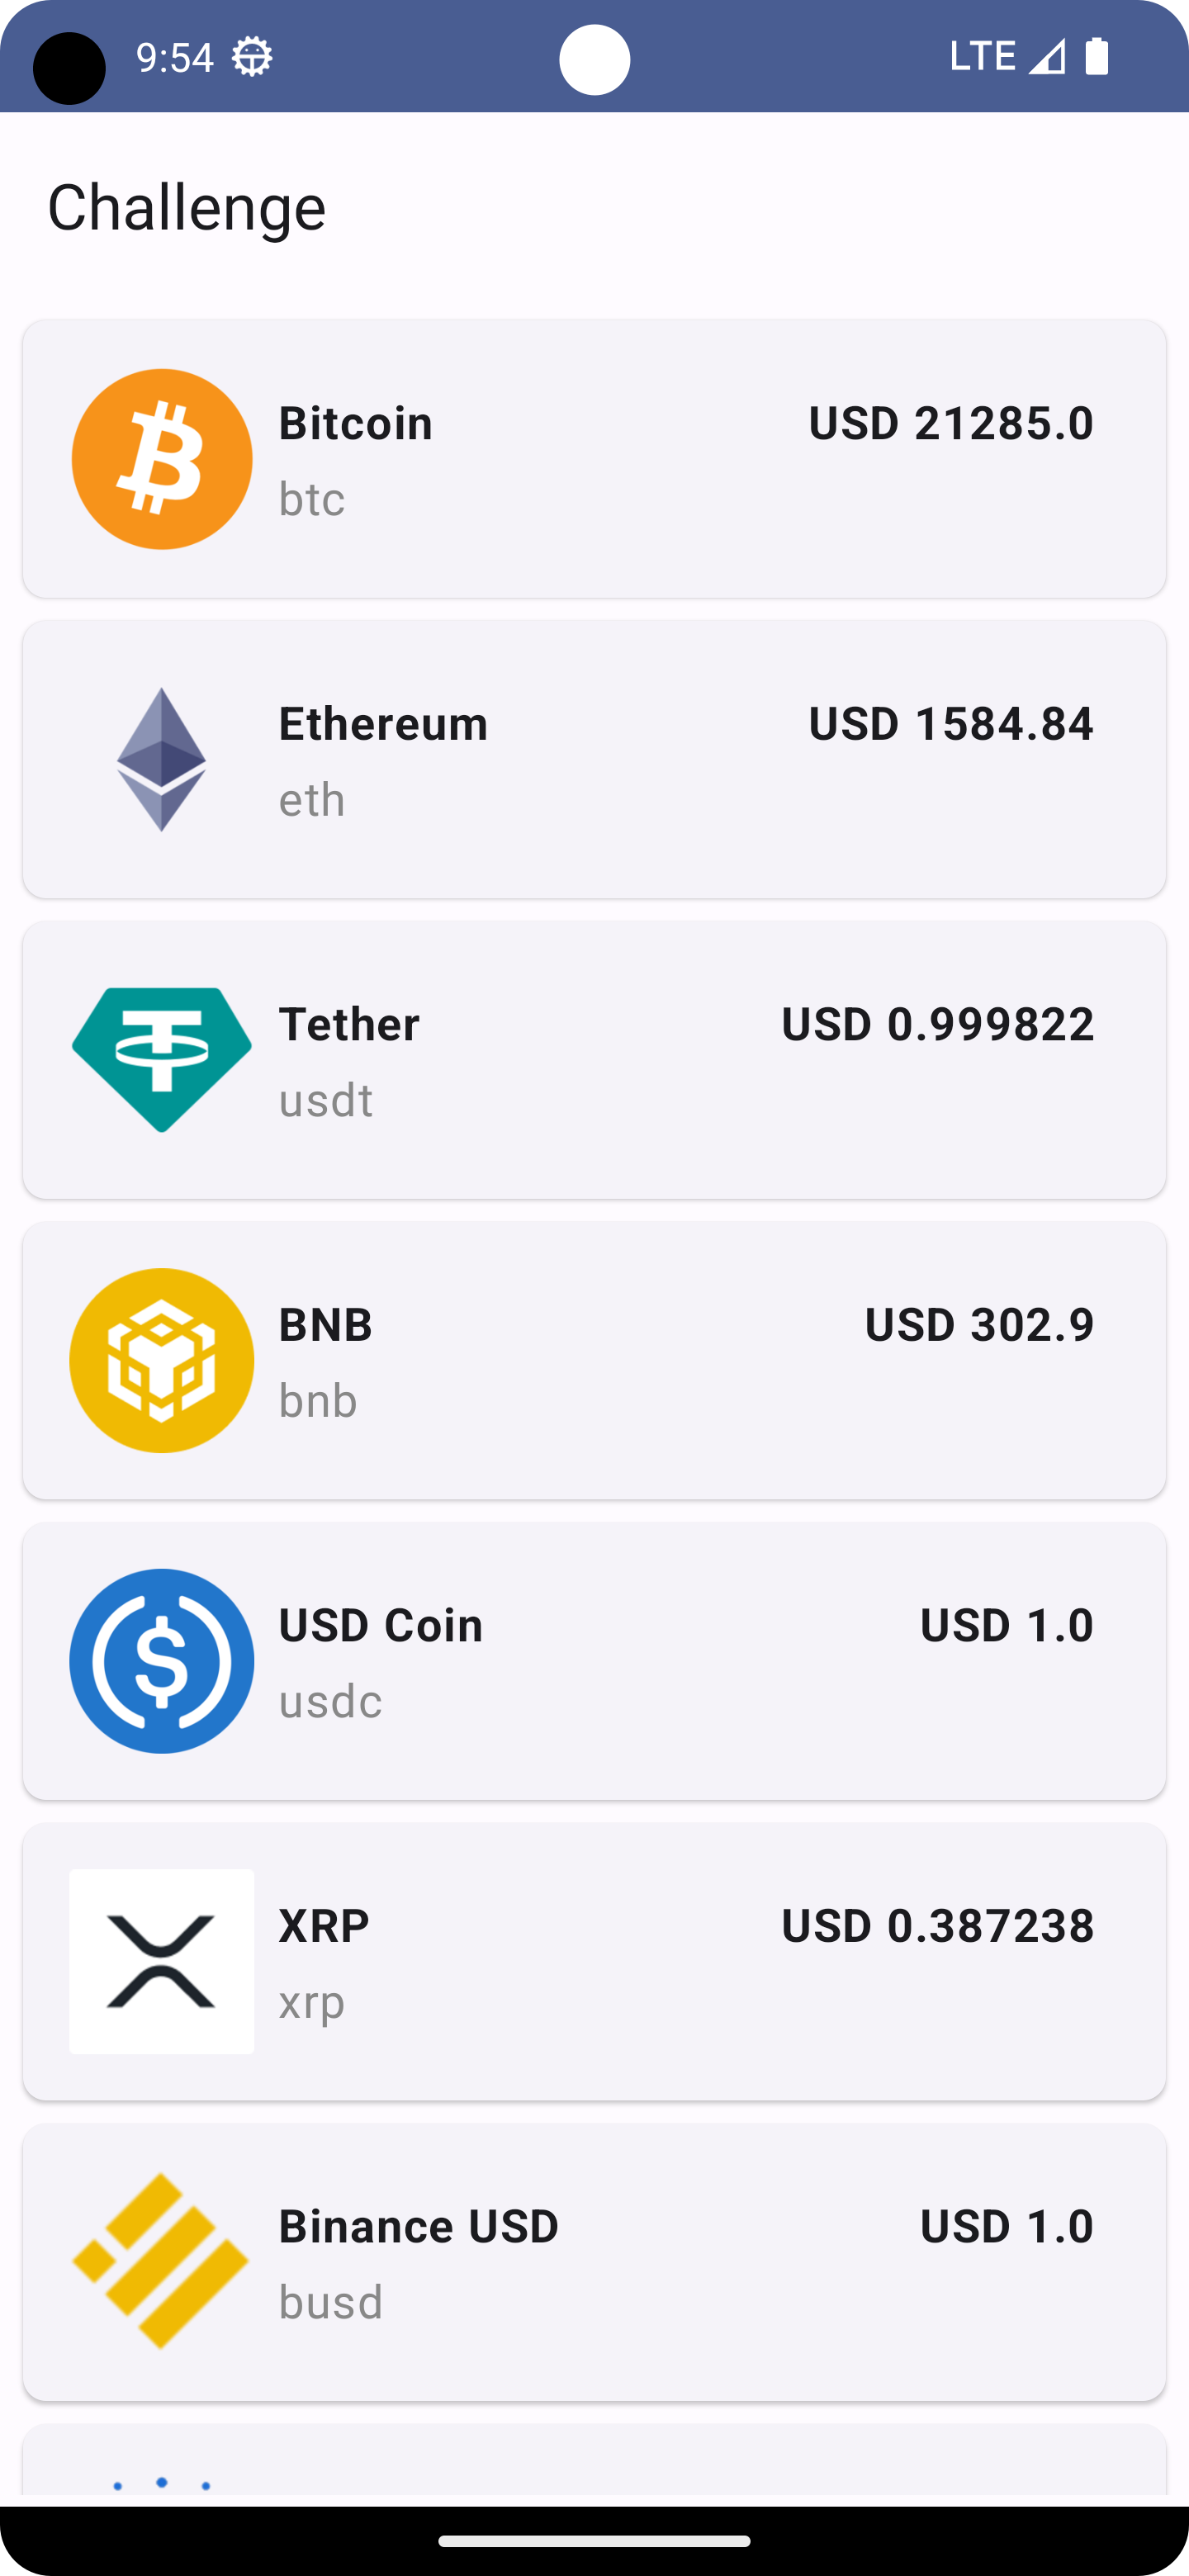 9:54 LTE
Challenge
Bitcoin USD 21285.0
btc
Ethereum USD 1584.84
eth
Tether USD 0.999822
usdt
BNB USD 302.9
bnb
USD Coin USD 1.0
usdc
XRP USD 0.387238
xrp
Binance USD USD 1.0
busd